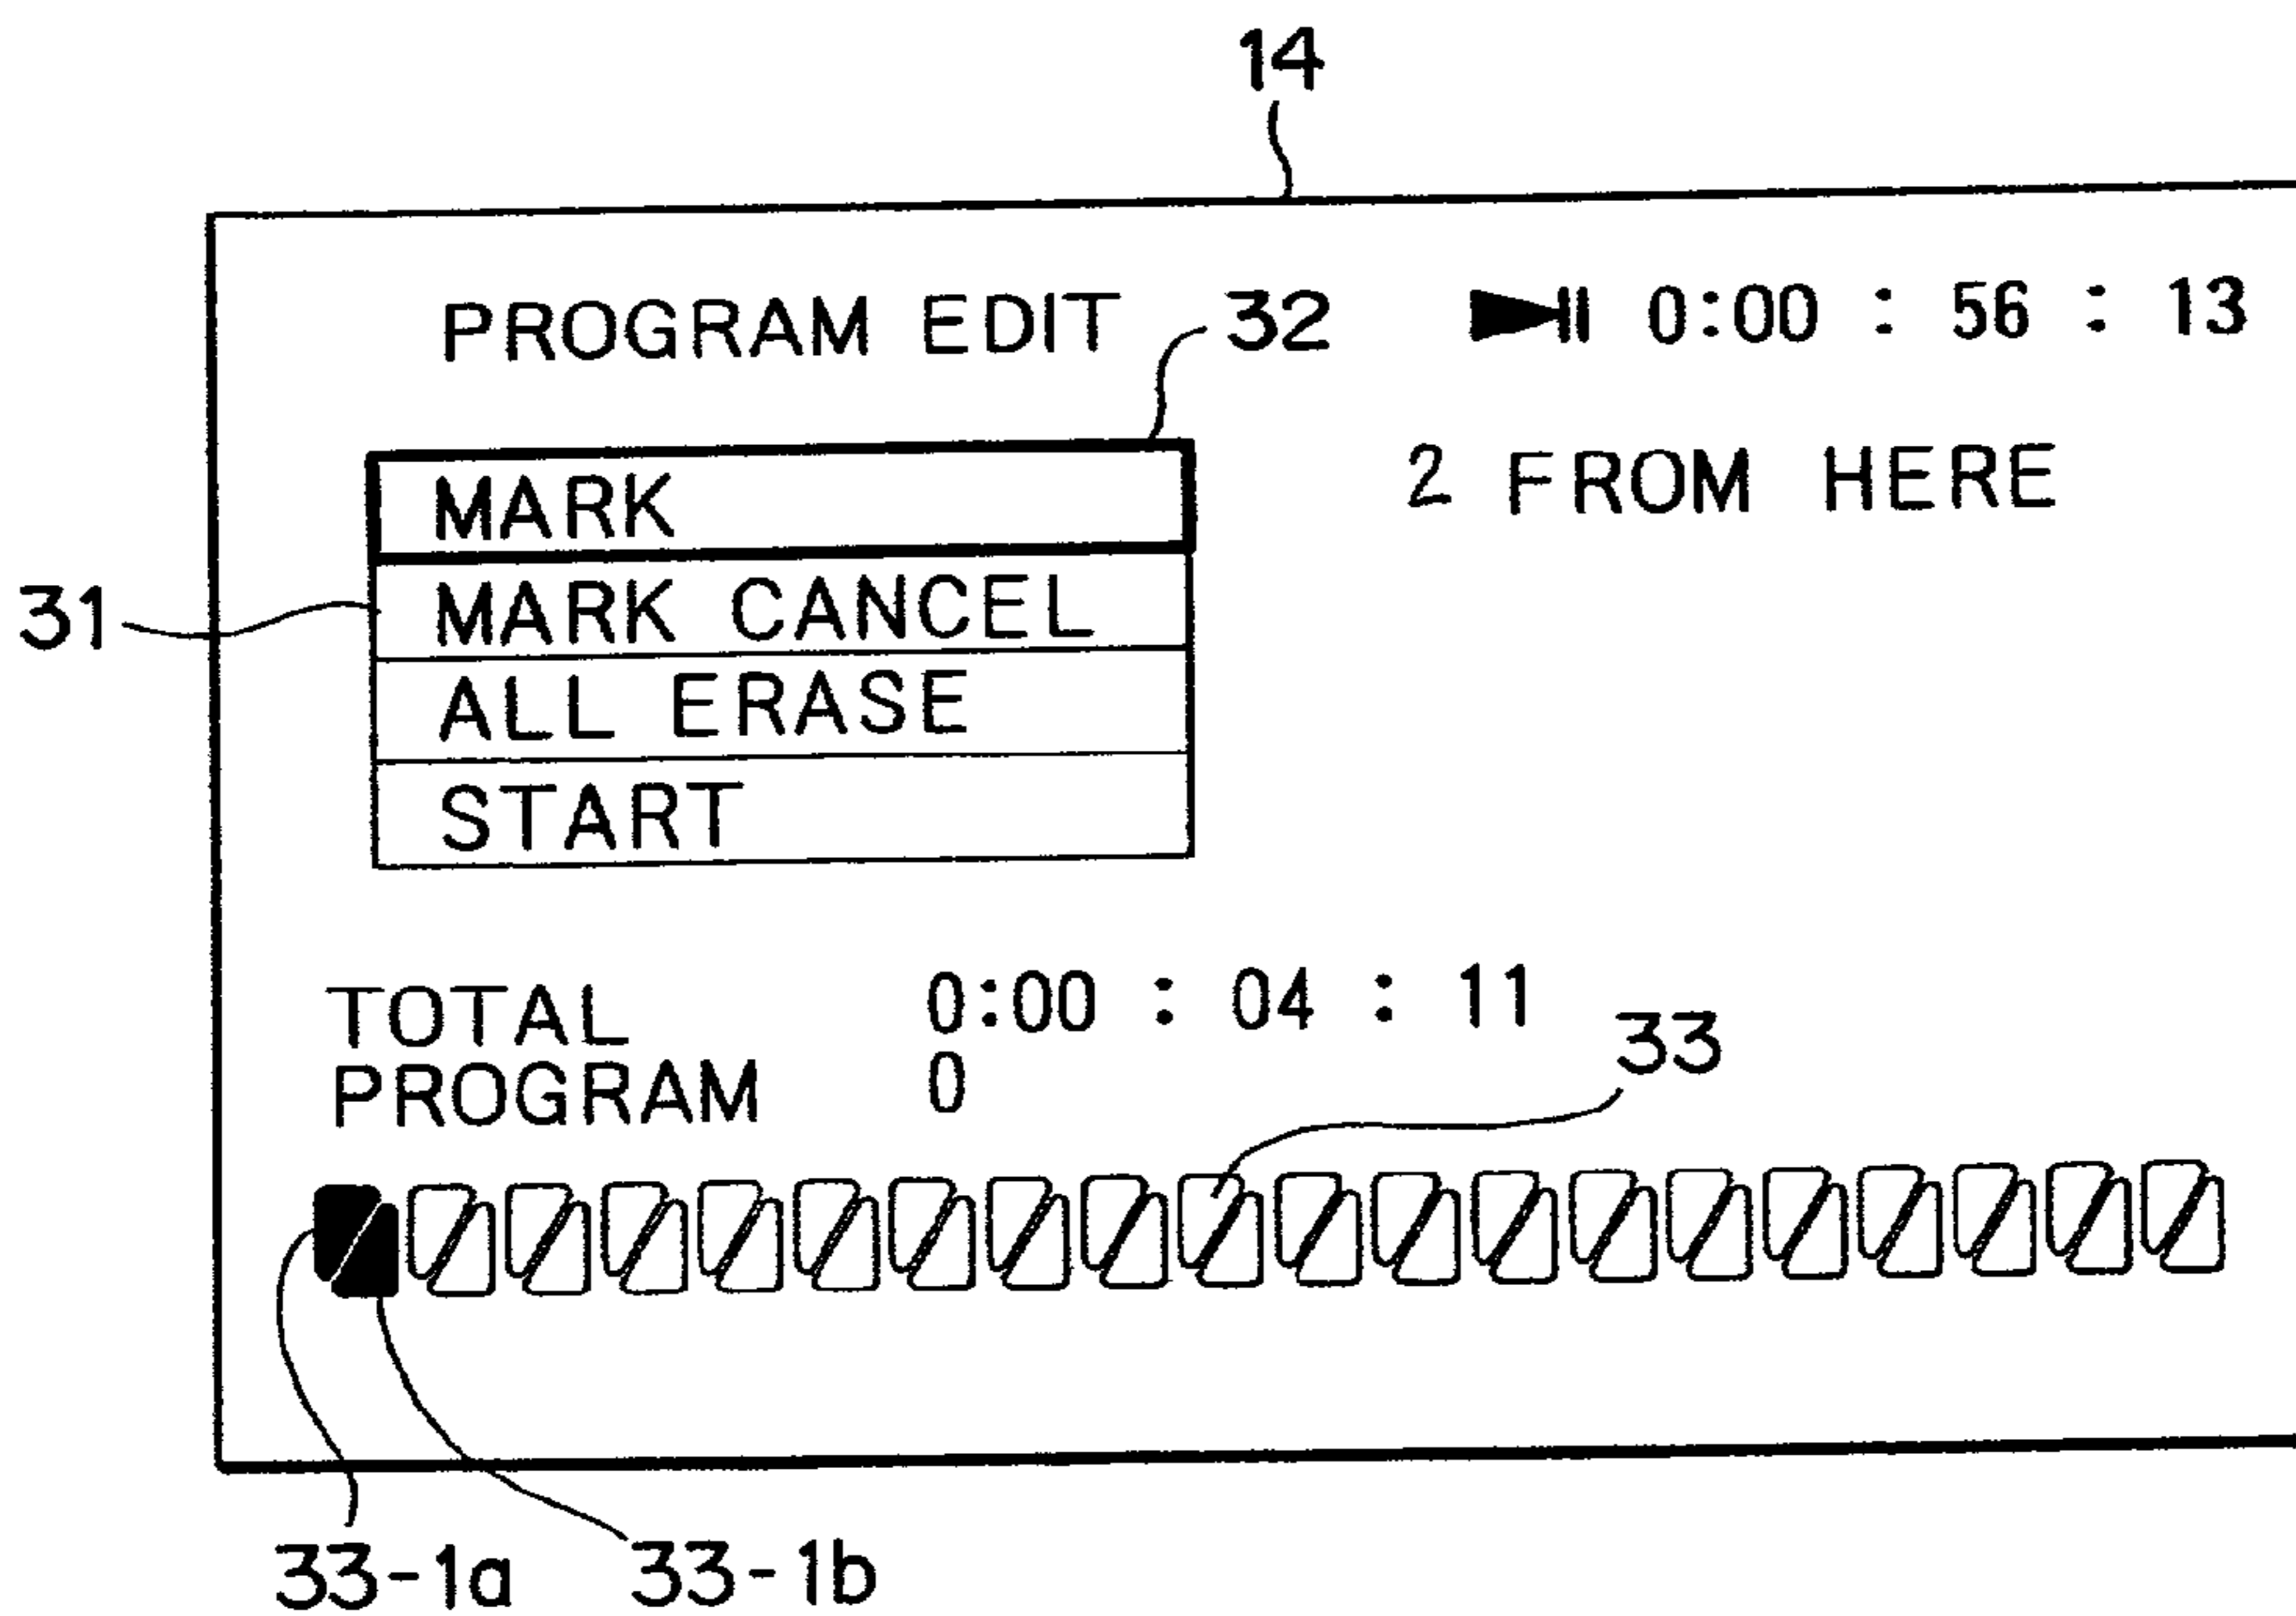 14
PROGRAM EDIT 32 0:00 : 56 : 13
MARK 2 FROM HERE
31 MARK CANCEL
ALL ERASE
START
TOTAL 0:00 : 04 : 11 33
PROGRAM 0
33-1a 33-1b